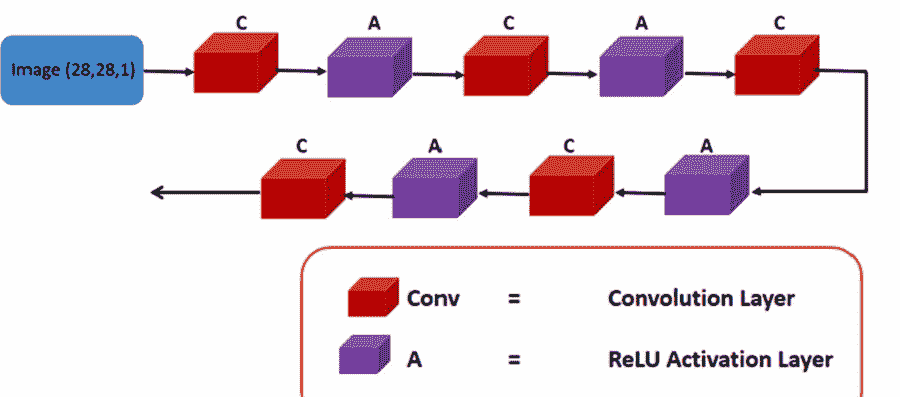 C A C A C
Image (28,28,1)
C A C A
Conv = Convolution Layer
A = ReLU Activation Layer